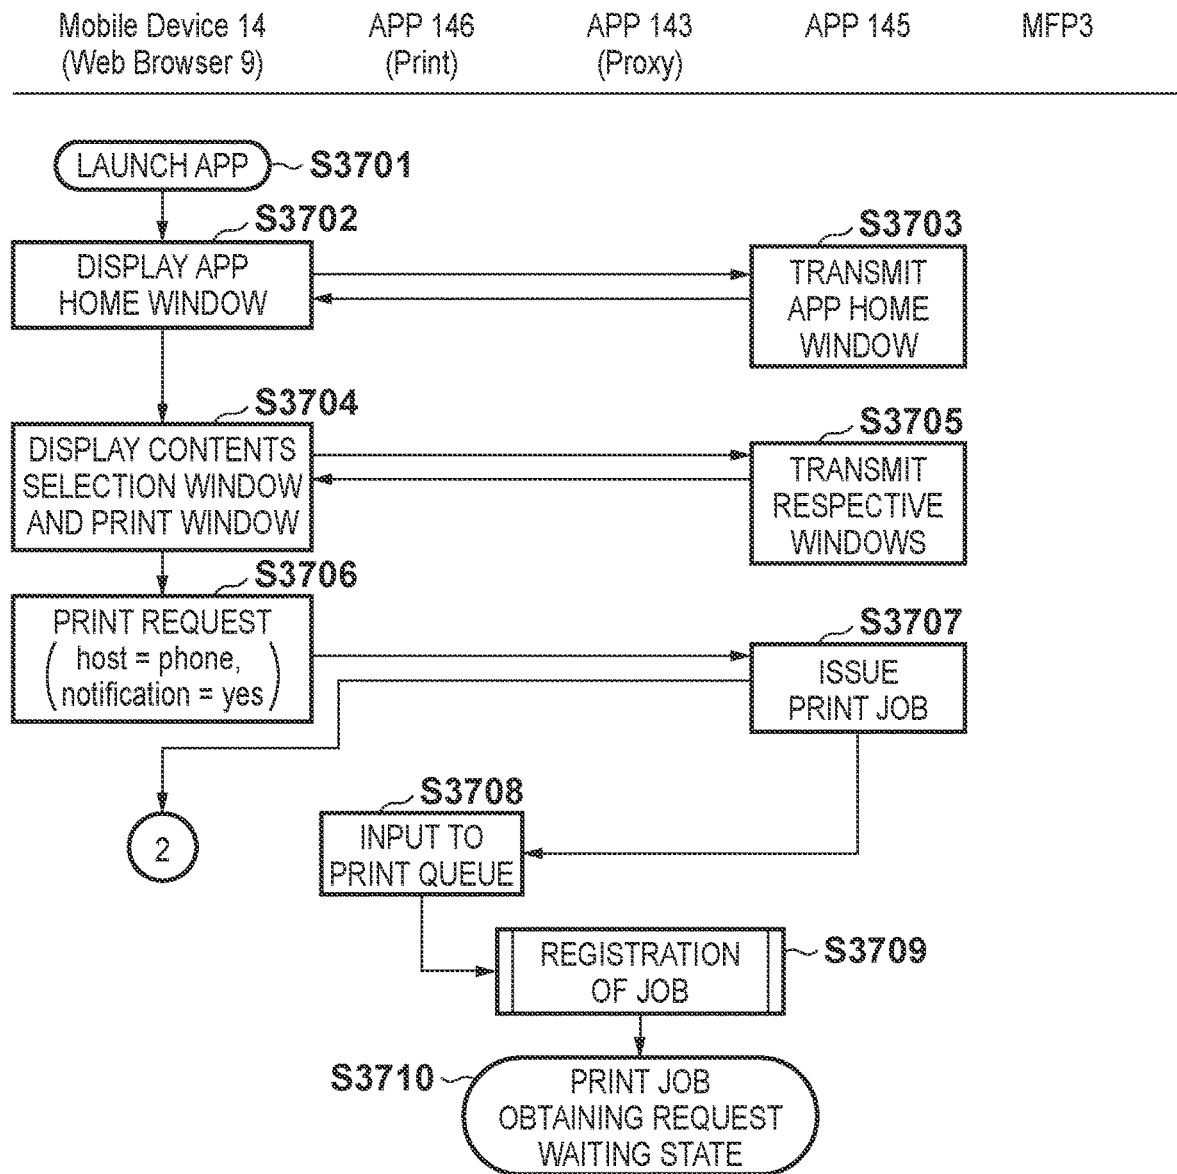 Mobile Device 14 APP 146 APP 143 APP 145 MFP3
(Web Browser 9) (Print) (Proxy)
LAUNCH APP S3701
S3702
DISPLAY APP
HOME WINDOW
S3703
TRANSMIT
APP HOME
WINDOW
S3704
DISPLAY CONTENTS
SELECTION WINDOW
AND PRINT WINDOW
S3705
TRANSMIT
RESPECTIVE
WINDOWS
S3706
PRINT REQUEST
( host = phone,
notification = yes )
S3707
ISSUE
PRINT JOB
2
S3708
INPUT TO
PRINT QUEUE
REGISTRATION
OF JOB
S3709
S3710
PRINT JOB
OBTAINING REQUEST
WAITING STATE